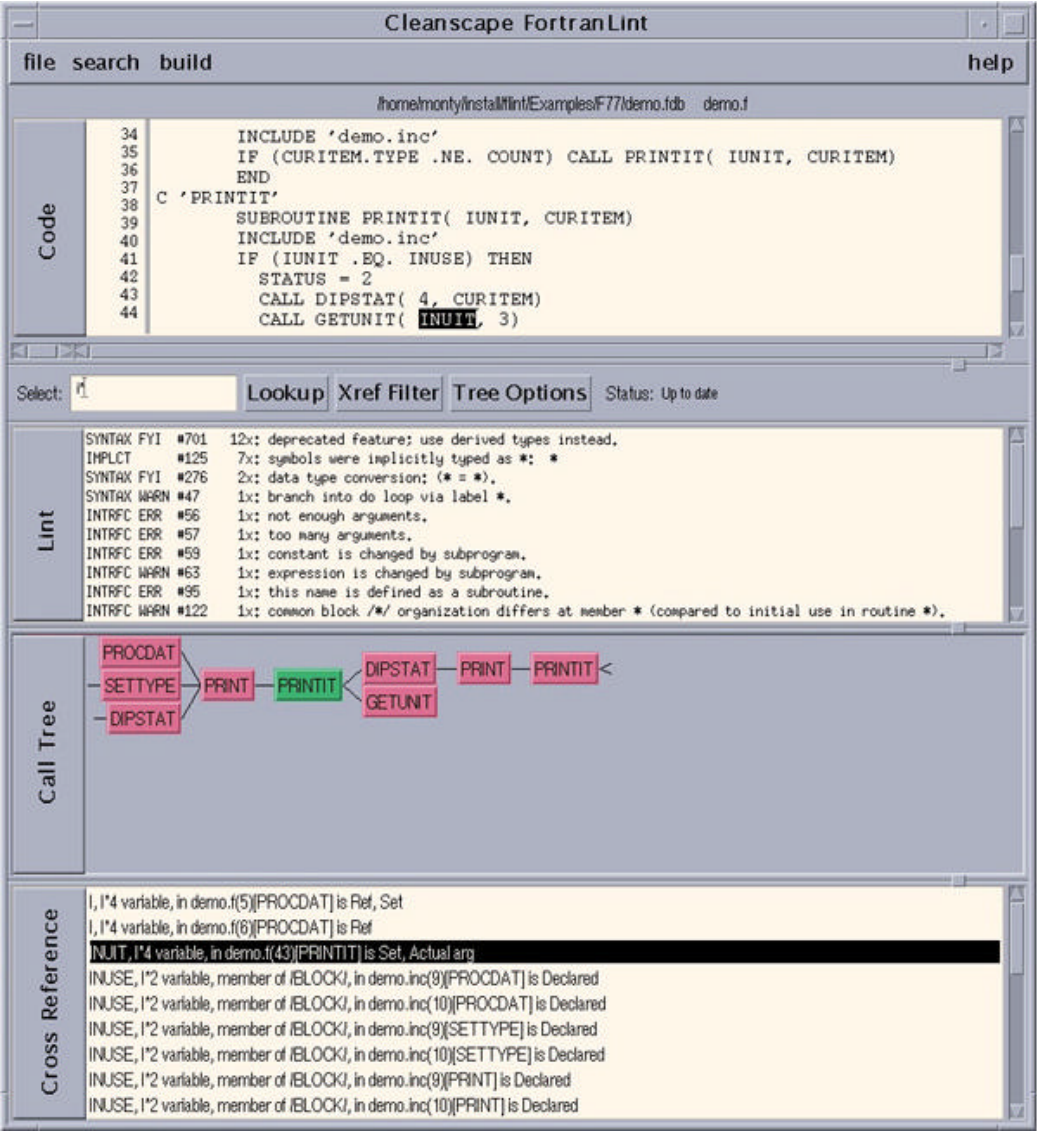 Cleanscape FortranLint
file search build help
/home/monty/install/flint/Examples/F77/demo.fdb demo.f
Code
34 INCLUDE 'demo.inc'
35 IF (CURITEM.TYPE .NE. COUNT) CALL PRINTIT( IUNIT, CURITEM)
36 END
37 C 'PRINTIT'
38 SUBROUTINE PRINTIT( IUNIT, CURITEM)
39 INCLUDE 'demo.inc'
40 IF (IUNIT .EQ. INUSE) THEN
41 STATUS = 2
42 CALL DIPSTAT( 4, CURITEM)
43 CALL GETUNIT( INUIT, 3)
44
Select: Lookup Xref Filter Tree Options Status: Up to date
Lint
SYNTAX FYI #701 12x: deprecated feature; use derived types instead.
IMPLCT #125 7x: symbols were implicitly typed as *: *
SYNTAX FYI #276 2x: data type conversion: (* = *).
SYNTAX WARN #47 1x: branch into do loop via label *.
INTRFC ERR #56 1x: not enough arguments.
INTRFC ERR #57 1x: too many arguments.
INTRFC ERR #59 1x: constant is changed by subprogram.
INTRFC WARN #63 1x: expression is changed by subprogram.
INTRFC ERR #95 1x: this name is defined as a subroutine.
INTRFC WARN #122 1x: common block /*/ organization differs at member * (compared to initial use in routine *).
Call Tree
PROCDAT
SETTYPE PRINT PRINTIT DIPSTAT PRINT PRINTIT
DIPSTAT GETUNIT
Cross Reference
I, I*4 variable, in demo.f(5)[PROCDAT] is Ref, Set
I, I*4 variable, in demo.f(6)[PROCDAT] is Ref
INUIT, I*4 variable, in demo.f(43)[PRINTIT] is Set, Actual arg
INUSE, I*2 variable, member of /BLOCK/, in demo.inc(9)[PROCDAT] is Declared
INUSE, I*2 variable, member of /BLOCK/, in demo.inc(10)[PROCDAT] is Declared
INUSE, I*2 variable, member of /BLOCK/, in demo.inc(9)[SETTYPE] is Declared
INUSE, I*2 variable, member of /BLOCK/, in demo.inc(10)[SETTYPE] is Declared
INUSE, I*2 variable, member of /BLOCK/, in demo.inc(9)[PRINT] is Declared
INUSE, I*2 variable, member of /BLOCK/, in demo.inc(10)[PRINT] is Declared